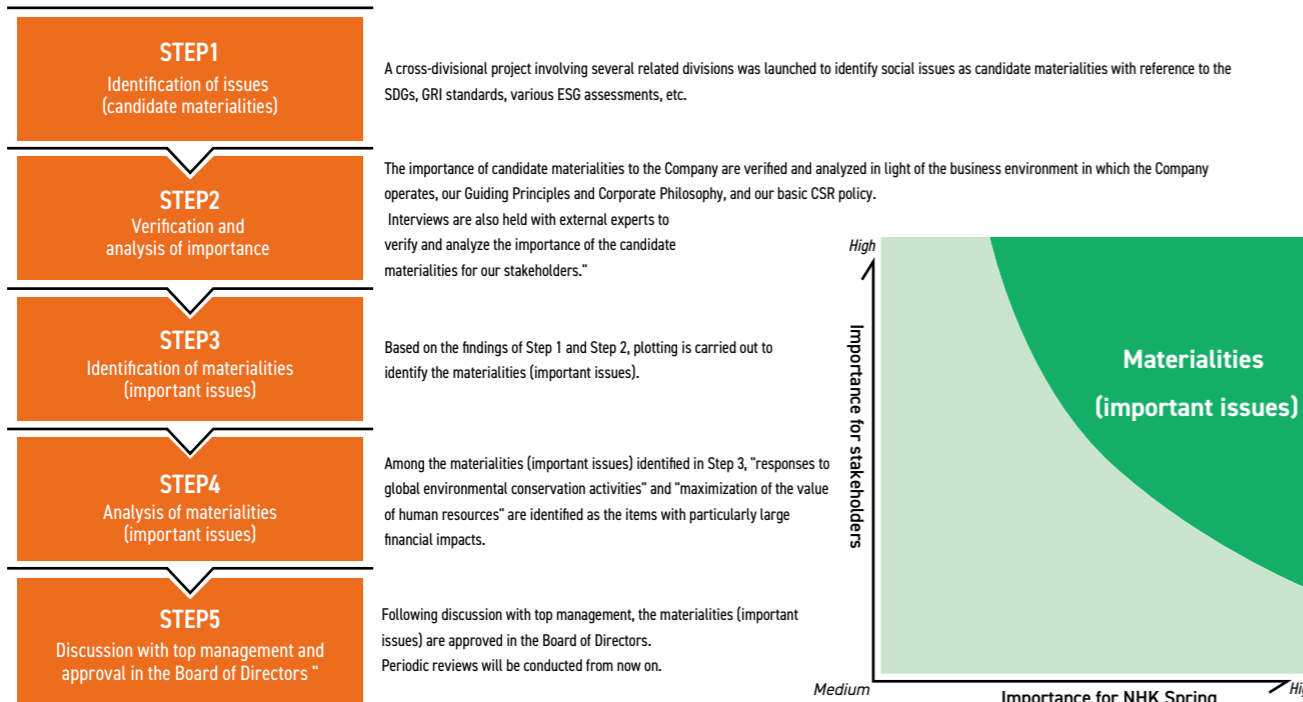 STEP1
Identification of issues
(candidate materialities)
A cross-divisional project involving several related divisions was launched to identify social issues as candidate materialities with reference to the
SDGs, GRI standards, various ESG assessments, etc.
STEP2
Verification and
analysis of importance
The importance of candidate materialities to the Company are verified and analyzed in light of the business environment in which the Company
operates, our Guiding Principles and Corporate Philosophy, and our basic CSR policy.
Interviews are also held with external experts to
verify and analyze the importance of the candidate
materialities for our stakeholders."
STEP3
Identification of materialities
(important issues)
Based on the findings of Step 1 and Step 2, plotting is carried out to
identify the materialities (important issues).
STEP4
Analysis of materialities
(important issues)
Among the materialities (important issues) identified in Step 3, "responses to
global environmental conservation activities" and "maximization of the value
of human resources" are identified as the items with particularly large
financial impacts.
STEP5
Discussion with top management and
approval in the Board of Directors "
Following discussion with top management, the materialities (important
issues) are approved in the Board of Directors.
Periodic reviews will be conducted from now on.
High
Importance for
stakeholders
Materialities
(important issues)
Medium
Importance for NHK Spring
High